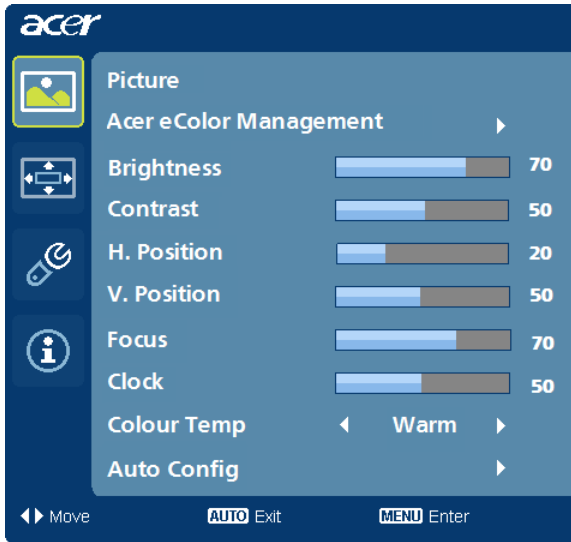 acer
Picture
Acer eColor Management
Brightness 70
Contrast 50
H. Position 20
V. Position 50
Focus 70
Clock 50
Colour Temp Warm
Auto Config
Move AUTO Exit MENU Enter